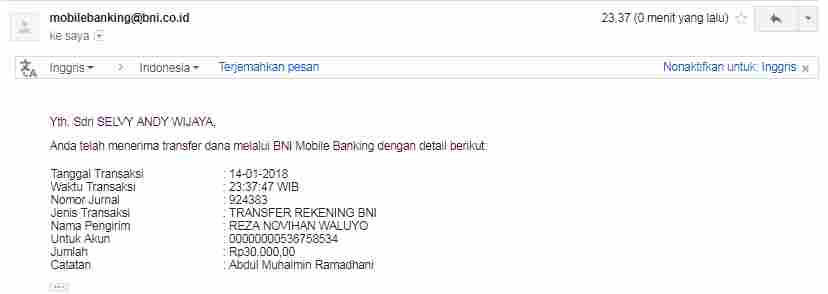 mobilebanking@bni.co.id
23.37 (0 menit yang lalu)
ke saya
Inggris > Indonesia Terjemahkan pesan Nonaktifkan untuk: Inggris x
Yth. Sdri SELVY ANDY WIJAYA,
Anda telah menerima transfer dana melalui BNI Mobile Banking dengan detail berikut:
Tanggal Transaksi : 14-01-2018
Waktu Transaksi : 23:37:47 WIB
Nomor Jurnal : 924383
Jenis Transaksi : TRANSFER REKENING BNI
Nama Pengirim : REZA NOVIHAN WALUYO
Untuk Akun : 00000000536758534
Jumlah : Rp30.000,00
Catatan : Abdul Muhaimin Ramadhani